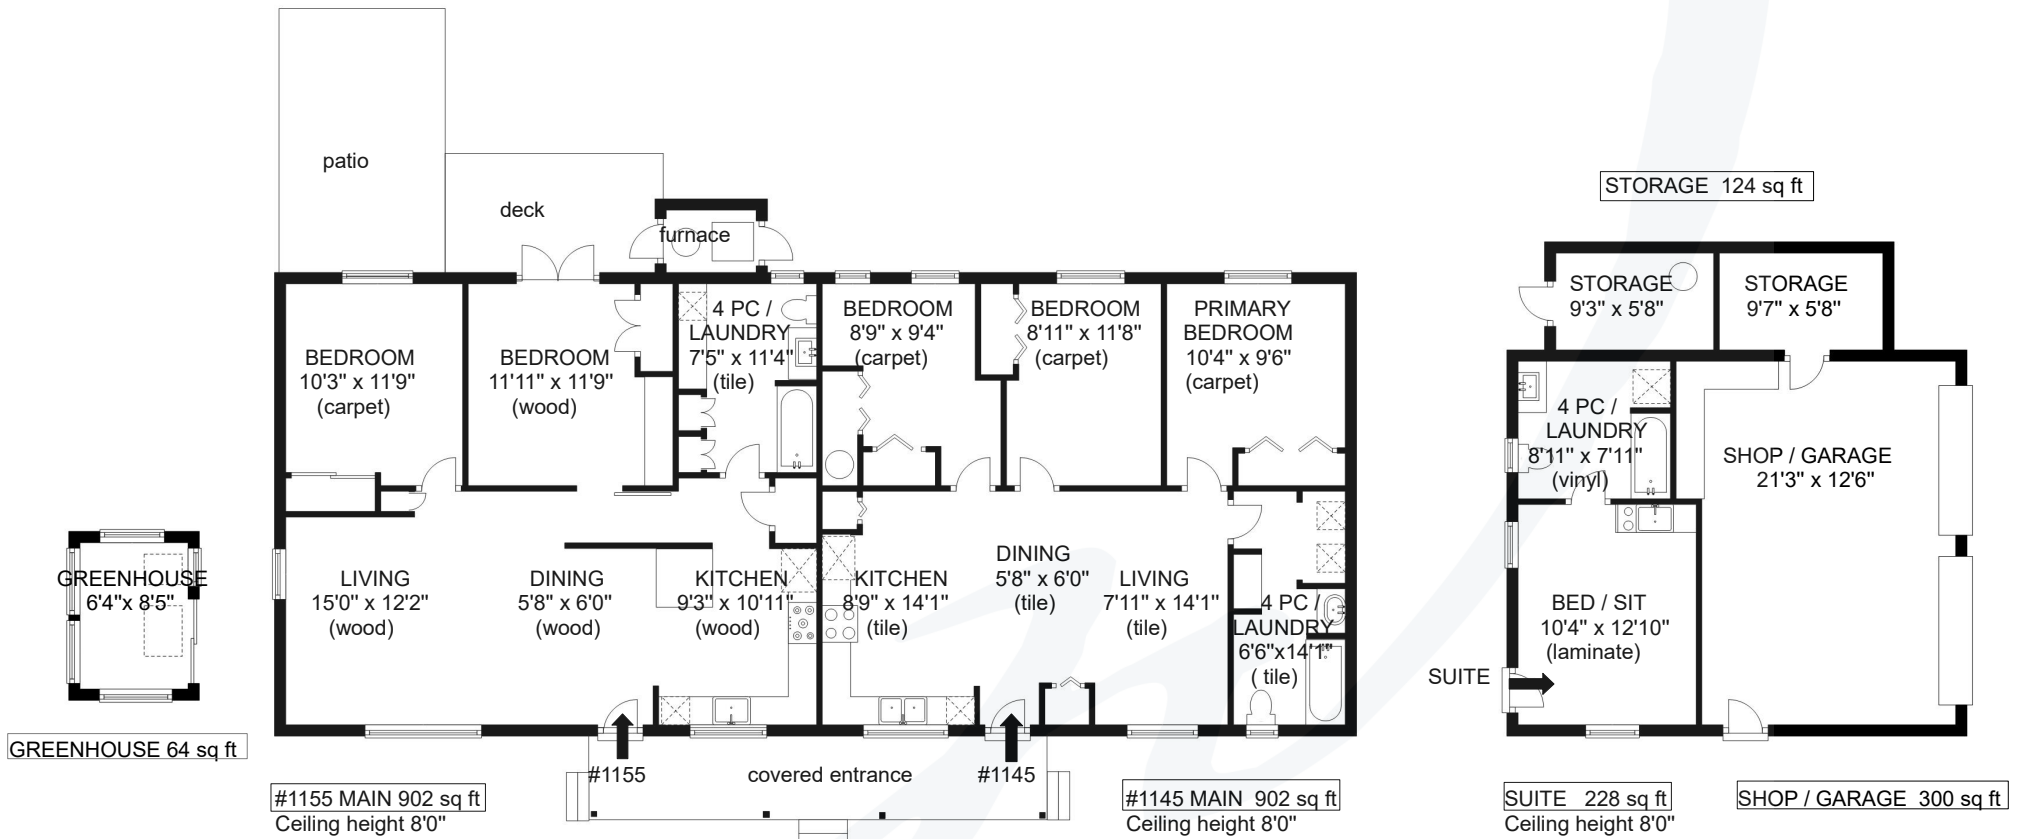 patio
deck
furnace
BEDROOM
10'3" x 11'9"
(carpet)
BEDROOM
11'11" x 11'9"
(wood)
4 PC /
LAUNDRY
7'5" x 11'4"
(tile)
BEDROOM
8'9" x 9'4"
(carpet)
BEDROOM
8'11" x 11'8"
(carpet)
PRIMARY
BEDROOM
10'4" x 9'6"
(carpet)
LIVING
15'0" x 12'2"
(wood)
DINING
5'8" x 6'0"
(wood)
KITCHEN
9'3" x 10'11"
(wood)
KITCHEN
8'9" x 14'1"
(tile)
DINING
5'8" x 6'0"
(tile)
LIVING
7'11" x 14'1"
(tile)
4 PC /
LAUNDRY
6'6"x14'1"
( tile)
#1155
covered entrance
#1145
#1155 MAIN 902 sq ft
Ceiling height 8'0"
#1145 MAIN 902 sq ft
Ceiling height 8'0"
GREENHOUSE
6'4"x 8'5"
GREENHOUSE 64 sq ft
STORAGE 124 sq ft
STORAGE
9'3" x 5'8"
STORAGE
9'7" x 5'8"
4 PC /
LAUNDRY
8'11" x 7'11"
(vinyl)
SHOP / GARAGE
21'3" x 12'6"
BED / SIT
10'4" x 12'10"
(laminate)
SUITE
SUITE 228 sq ft
Ceiling height 8'0"
SHOP / GARAGE 300 sq ft